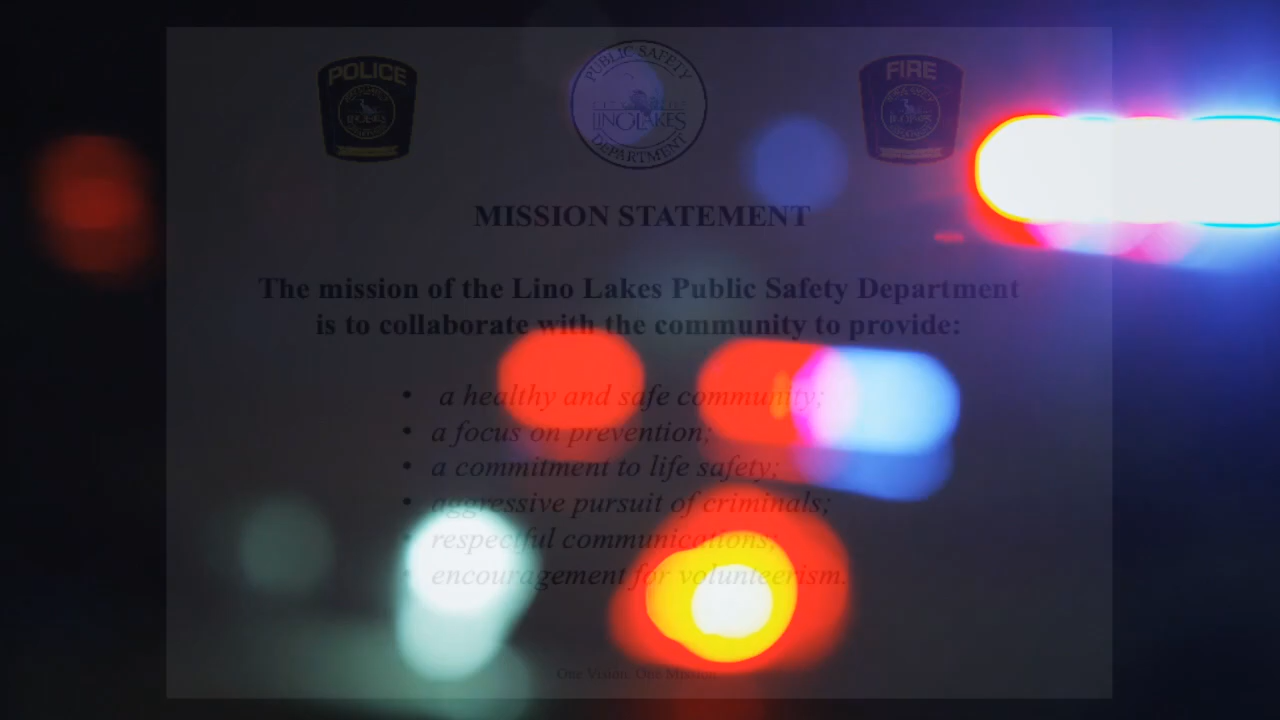 POLICE
PUBLIC SAFETY
LINO LAKES
DEPARTMENT
FIRE
MISSION STATEMENT
The mission of the Lino Lakes Public Safety Department
is to collaborate with the community to provide:
• a healthy and safe community;
• a focus on prevention;
• a commitment to life safety;
• aggressive pursuit of criminals;
• respectful communications;
• encouragement for volunteerism.
One Vision. One Mission